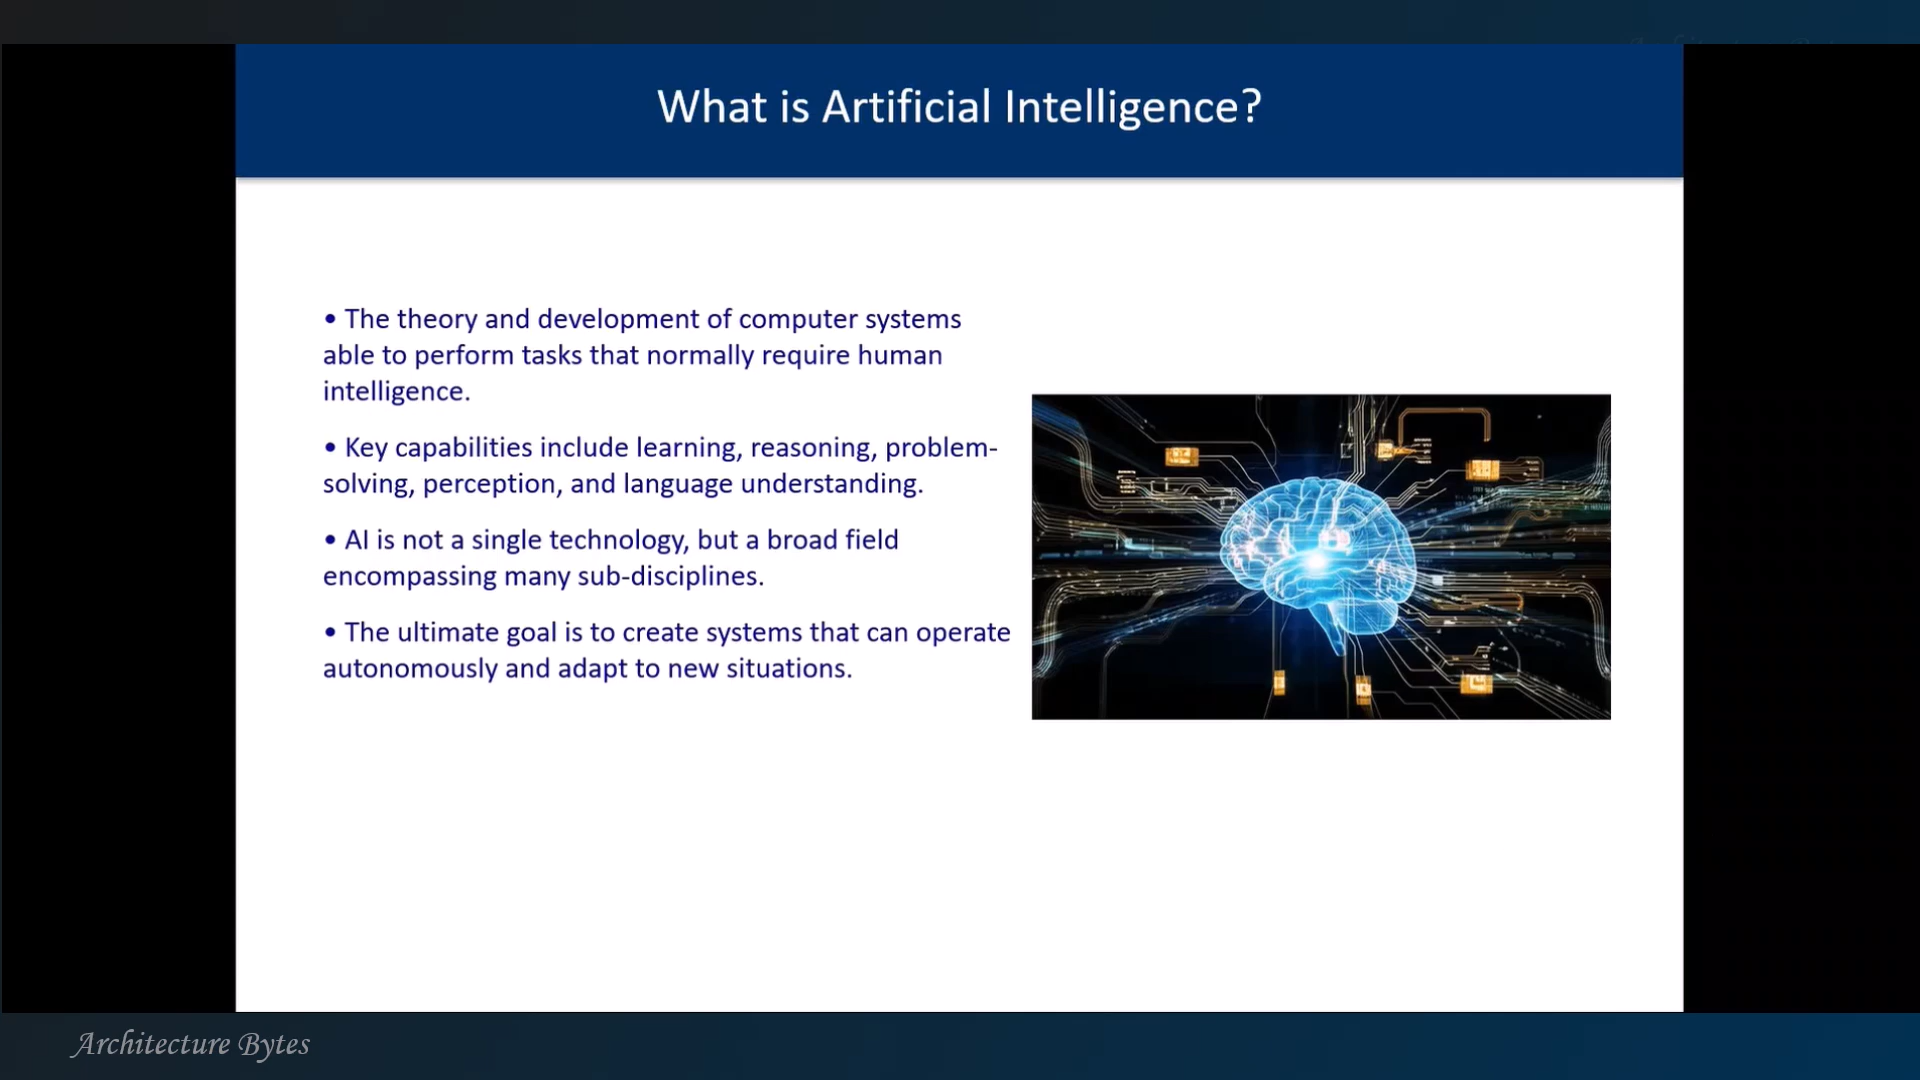 What is Artificial Intelligence?
• The theory and development of computer systems
able to perform tasks that normally require human
intelligence.
• Key capabilities include learning, reasoning, problem-
solving, perception, and language understanding.
• AI is not a single technology, but a broad field
encompassing many sub-disciplines.
• The ultimate goal is to create systems that can operate
autonomously and adapt to new situations.
Architecture Bytes